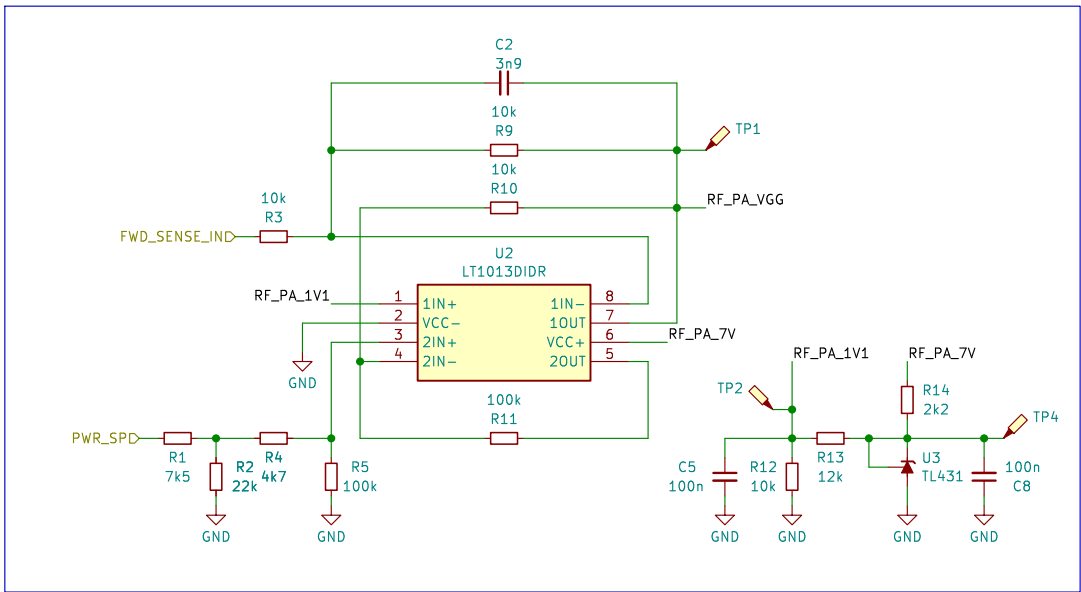 C2
3n9
10k
R9
TP1
10k
R10
RF_PA_VGG
10k
R3
FWD_SENSE_IN
U2
LT1013DIDR
RF_PA_1V1
1 1IN+
2 VCC-
3 2IN+
4 2IN-
1IN- 8
1OUT 7
VCC+ 6
2OUT 5
RF_PA_7V
GND
100k
R11
PWR_SP
R1
7k5
R2
22k
R4
4k7
R5
100k
GND
GND
RF_PA_1V1
RF_PA_7V
TP2
R14
2k2
TP4
C5
100n
R12
10k
R13
12k
U3
TL431
100n
C8
GND
GND
GND
GND